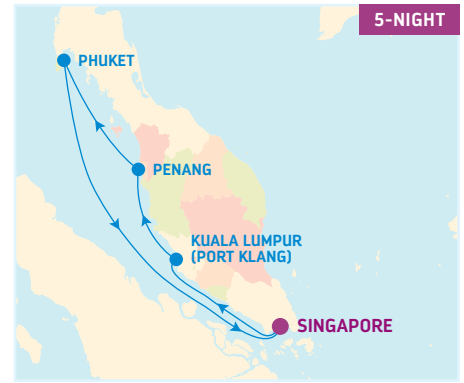 5-NIGHT
PHUKET
PENANG
KUALA LUMPUR
(PORT KLANG)
SINGAPORE